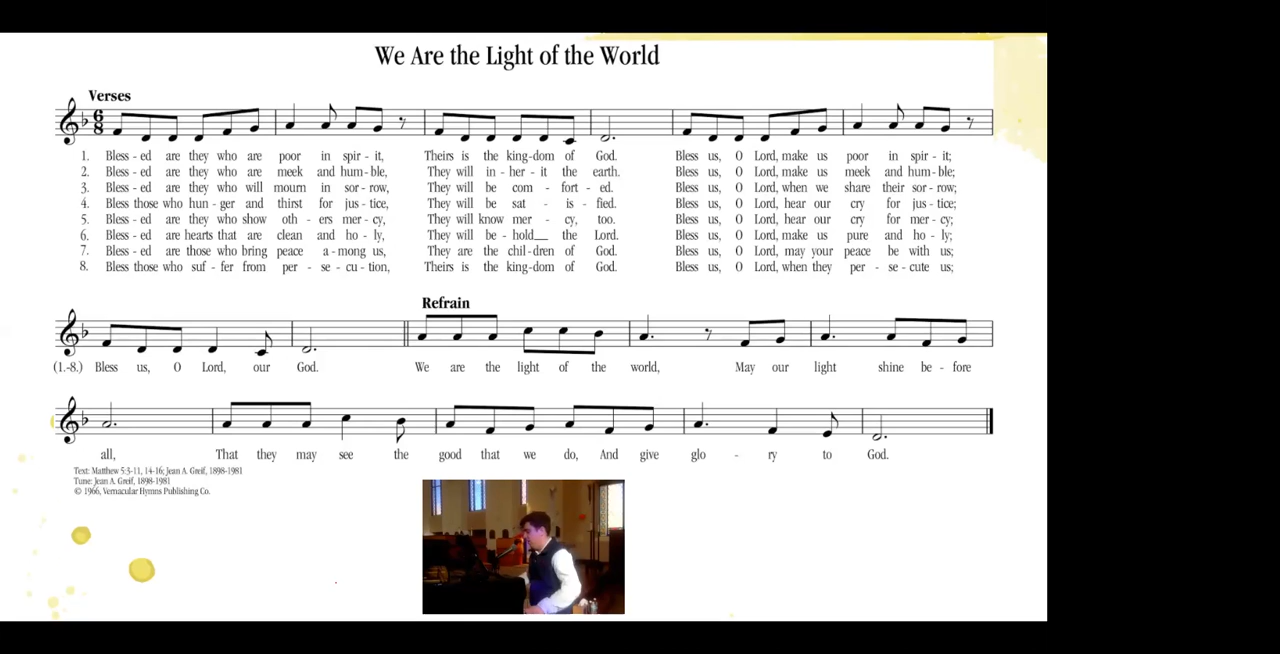 We Are the Light of the World
Verses
6
8
1. Bless - ed are they who are poor in spir - it, Theirs is the king-dom of God. Bless us, O Lord, make us poor in spir - it;
2. Bless - ed are they who are meek and hum - ble, They will in - her - it the earth. Bless us, O Lord, make us meek and hum - ble;
3. Bless - ed are they who will mourn in sor - row, They will be com - fort - ed. Bless us, O Lord, when we share their sor - row;
4. Bless those who hun - ger and thirst for jus - tice, They will be sat - is - fied. Bless us, O Lord, hear our cry for jus - tice;
5. Bless - ed are they who show oth - ers mer - cy, They will know mer - cy, too. Bless us, O Lord, hear our cry for mer - cy;
6. Bless - ed are hearts that are clean and ho - ly, They will be - hold__ the Lord. Bless us, O Lord, make us pure and ho - ly;
7. Bless - ed are those who bring peace a - mong us, They are the chil - dren of God. Bless us, O Lord, may your peace be with us;
8. Bless those who suf - fer from per - se - cu - tion, Theirs is the king-dom of God. Bless us, O Lord, when they per - se - cute us;
Refrain
(1.-8.) Bless us, O Lord, our God. We are the light of the world, May our light shine be - fore
all, That they may see the good that we do, And give glo - ry to God.
Text: Matthew 5:3-11, 14-16; Jean A. Greif, 1898-1981
Tune: Jean A. Greif, 1898-1981
© 1966, Vernacular Hymns Publishing Co.